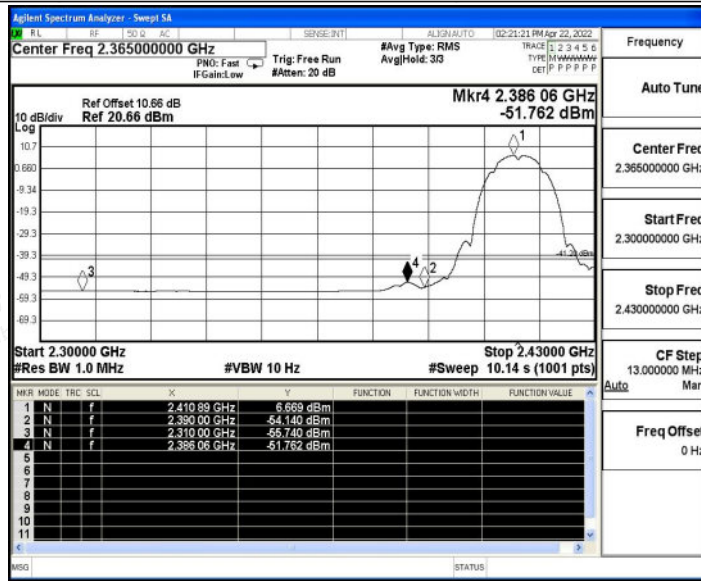 Agilent Spectrum Analyzer - Swept SA
RL RF 50 Ω AC SENSE:INT ALIGNAUTO 02:21:21 PM Apr 22, 2022
Center Freq 2.365000000 GHz
PNO: Fast
IFGain:Low
Trig: Free Run
#Atten: 20 dB
#Avg Type: RMS
Avg|Hold: 3/3
TRACE 1 2 3 4 5 6
TYPE MWWWWW
DET P P P P P P
Ref Offset 10.66 dB
10 dB/div Ref 20.66 dBm
Mkr4 2.386 06 GHz
-51.762 dBm
Log
10.7
0.660
-9.34
-19.3
-29.3
-39.3
-49.3
-59.3
-69.3
1
2
3
4
Start 2.30000 GHz Stop 2.43000 GHz
#Res BW 1.0 MHz #VBW 10 Hz #Sweep 10.14 s (1001 pts)
MKR MODE TRC SCL X Y FUNCTION FUNCTION WIDTH FUNCTION VALUE
1 N f 2.410 89 GHz 6.669 dBm
2 N f 2.390 00 GHz -54.140 dBm
3 N f 2.310 00 GHz -55.740 dBm
4 N f 2.386 06 GHz -51.762 dBm
5
6
7
8
9
10
11
MSG STATUS
Frequency
Auto Tune
Center Freq
2.365000000 GHz
Start Freq
2.300000000 GHz
Stop Freq
2.430000000 GHz
CF Step
13.000000 MHz
Auto Man
Freq Offset
0 Hz